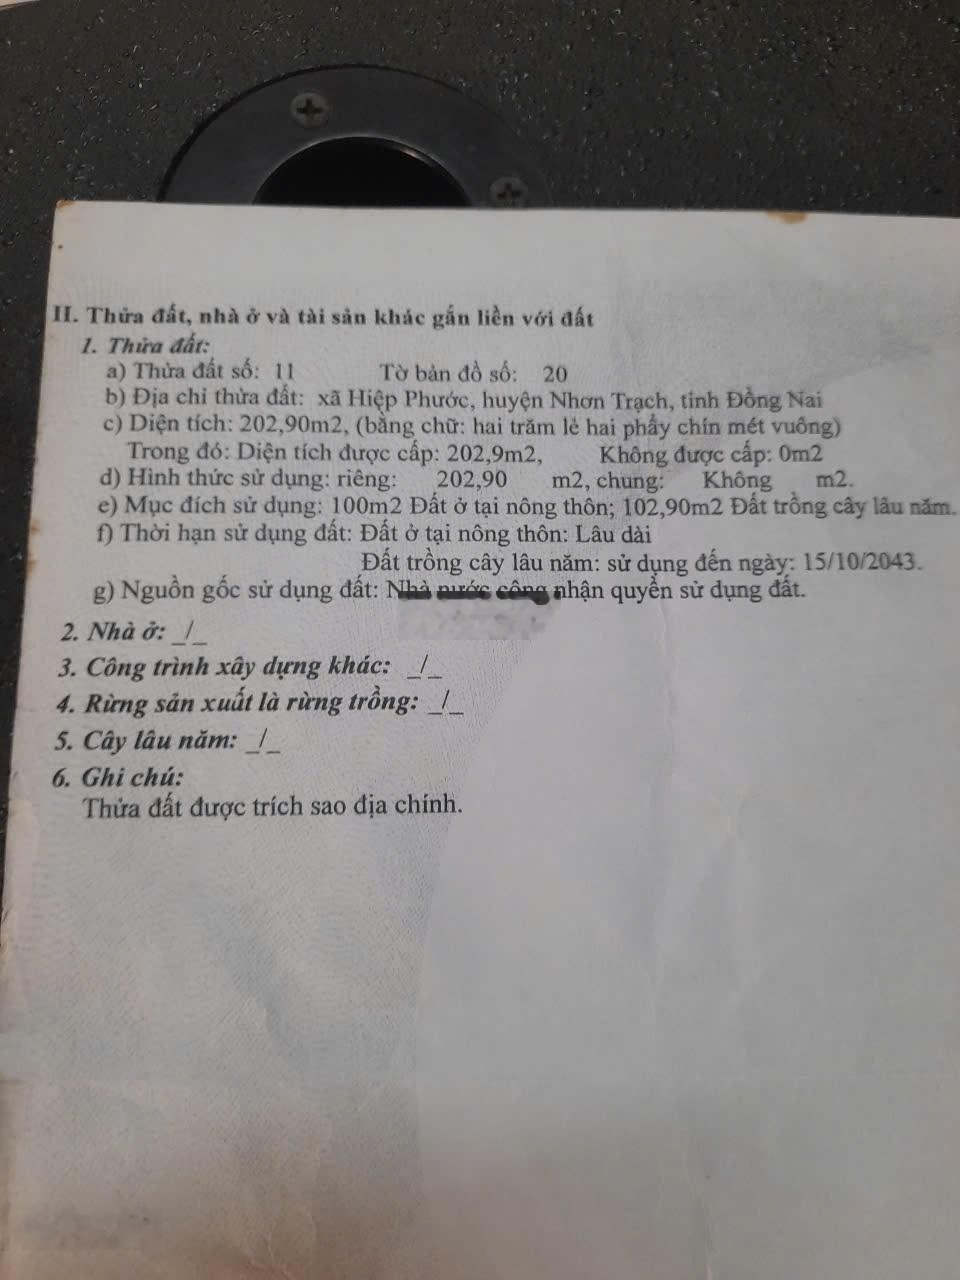 II. Thửa đất, nhà ở và tài sản khác gắn liền với đất
1. Thửa đất:
a) Thửa đất số: 11 Tờ bản đồ số: 20
b) Địa chỉ thửa đất: xã Hiệp Phước, huyện Nhơn Trạch, tỉnh Đồng Nai
c) Diện tích: 202,90m2, (bằng chữ: hai trăm lẻ hai phẩy chín mét vuông)
Trong đó: Diện tích được cấp: 202,9m2, Không được cấp: 0m2
d) Hình thức sử dụng: riêng: 202,90 m2, chung: Không m2.
e) Mục đích sử dụng: 100m2 Đất ở tại nông thôn; 102,90m2 Đất trồng cây lâu năm.
f) Thời hạn sử dụng đất: Đất ở tại nông thôn: Lâu dài
Đất trồng cây lâu năm: sử dụng đến ngày: 15/10/2043.
g) Nguồn gốc sử dụng đất: Nhà nước công nhận quyền sử dụng đất.
2. Nhà ở: _/_
3. Công trình xây dựng khác: _/_
4. Rừng sản xuất là rừng trồng: _/_
5. Cây lâu năm: _/_
6. Ghi chú:
Thửa đất được trích sao địa chính.